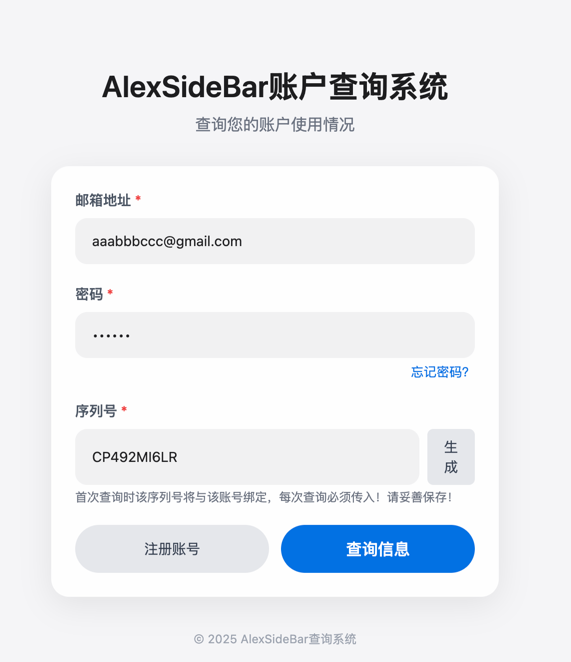 AlexSideBar账户查询系统
查询您的账户使用情况
邮箱地址 *
aaabbbccc@gmail.com
密码 *
••••••
忘记密码?
序列号 *
CP492MI6LR
生
成
首次查询时该序列号将与该账号绑定，每次查询必须传入！请妥善保存！
注册账号
查询信息
© 2025 AlexSideBar查询系统